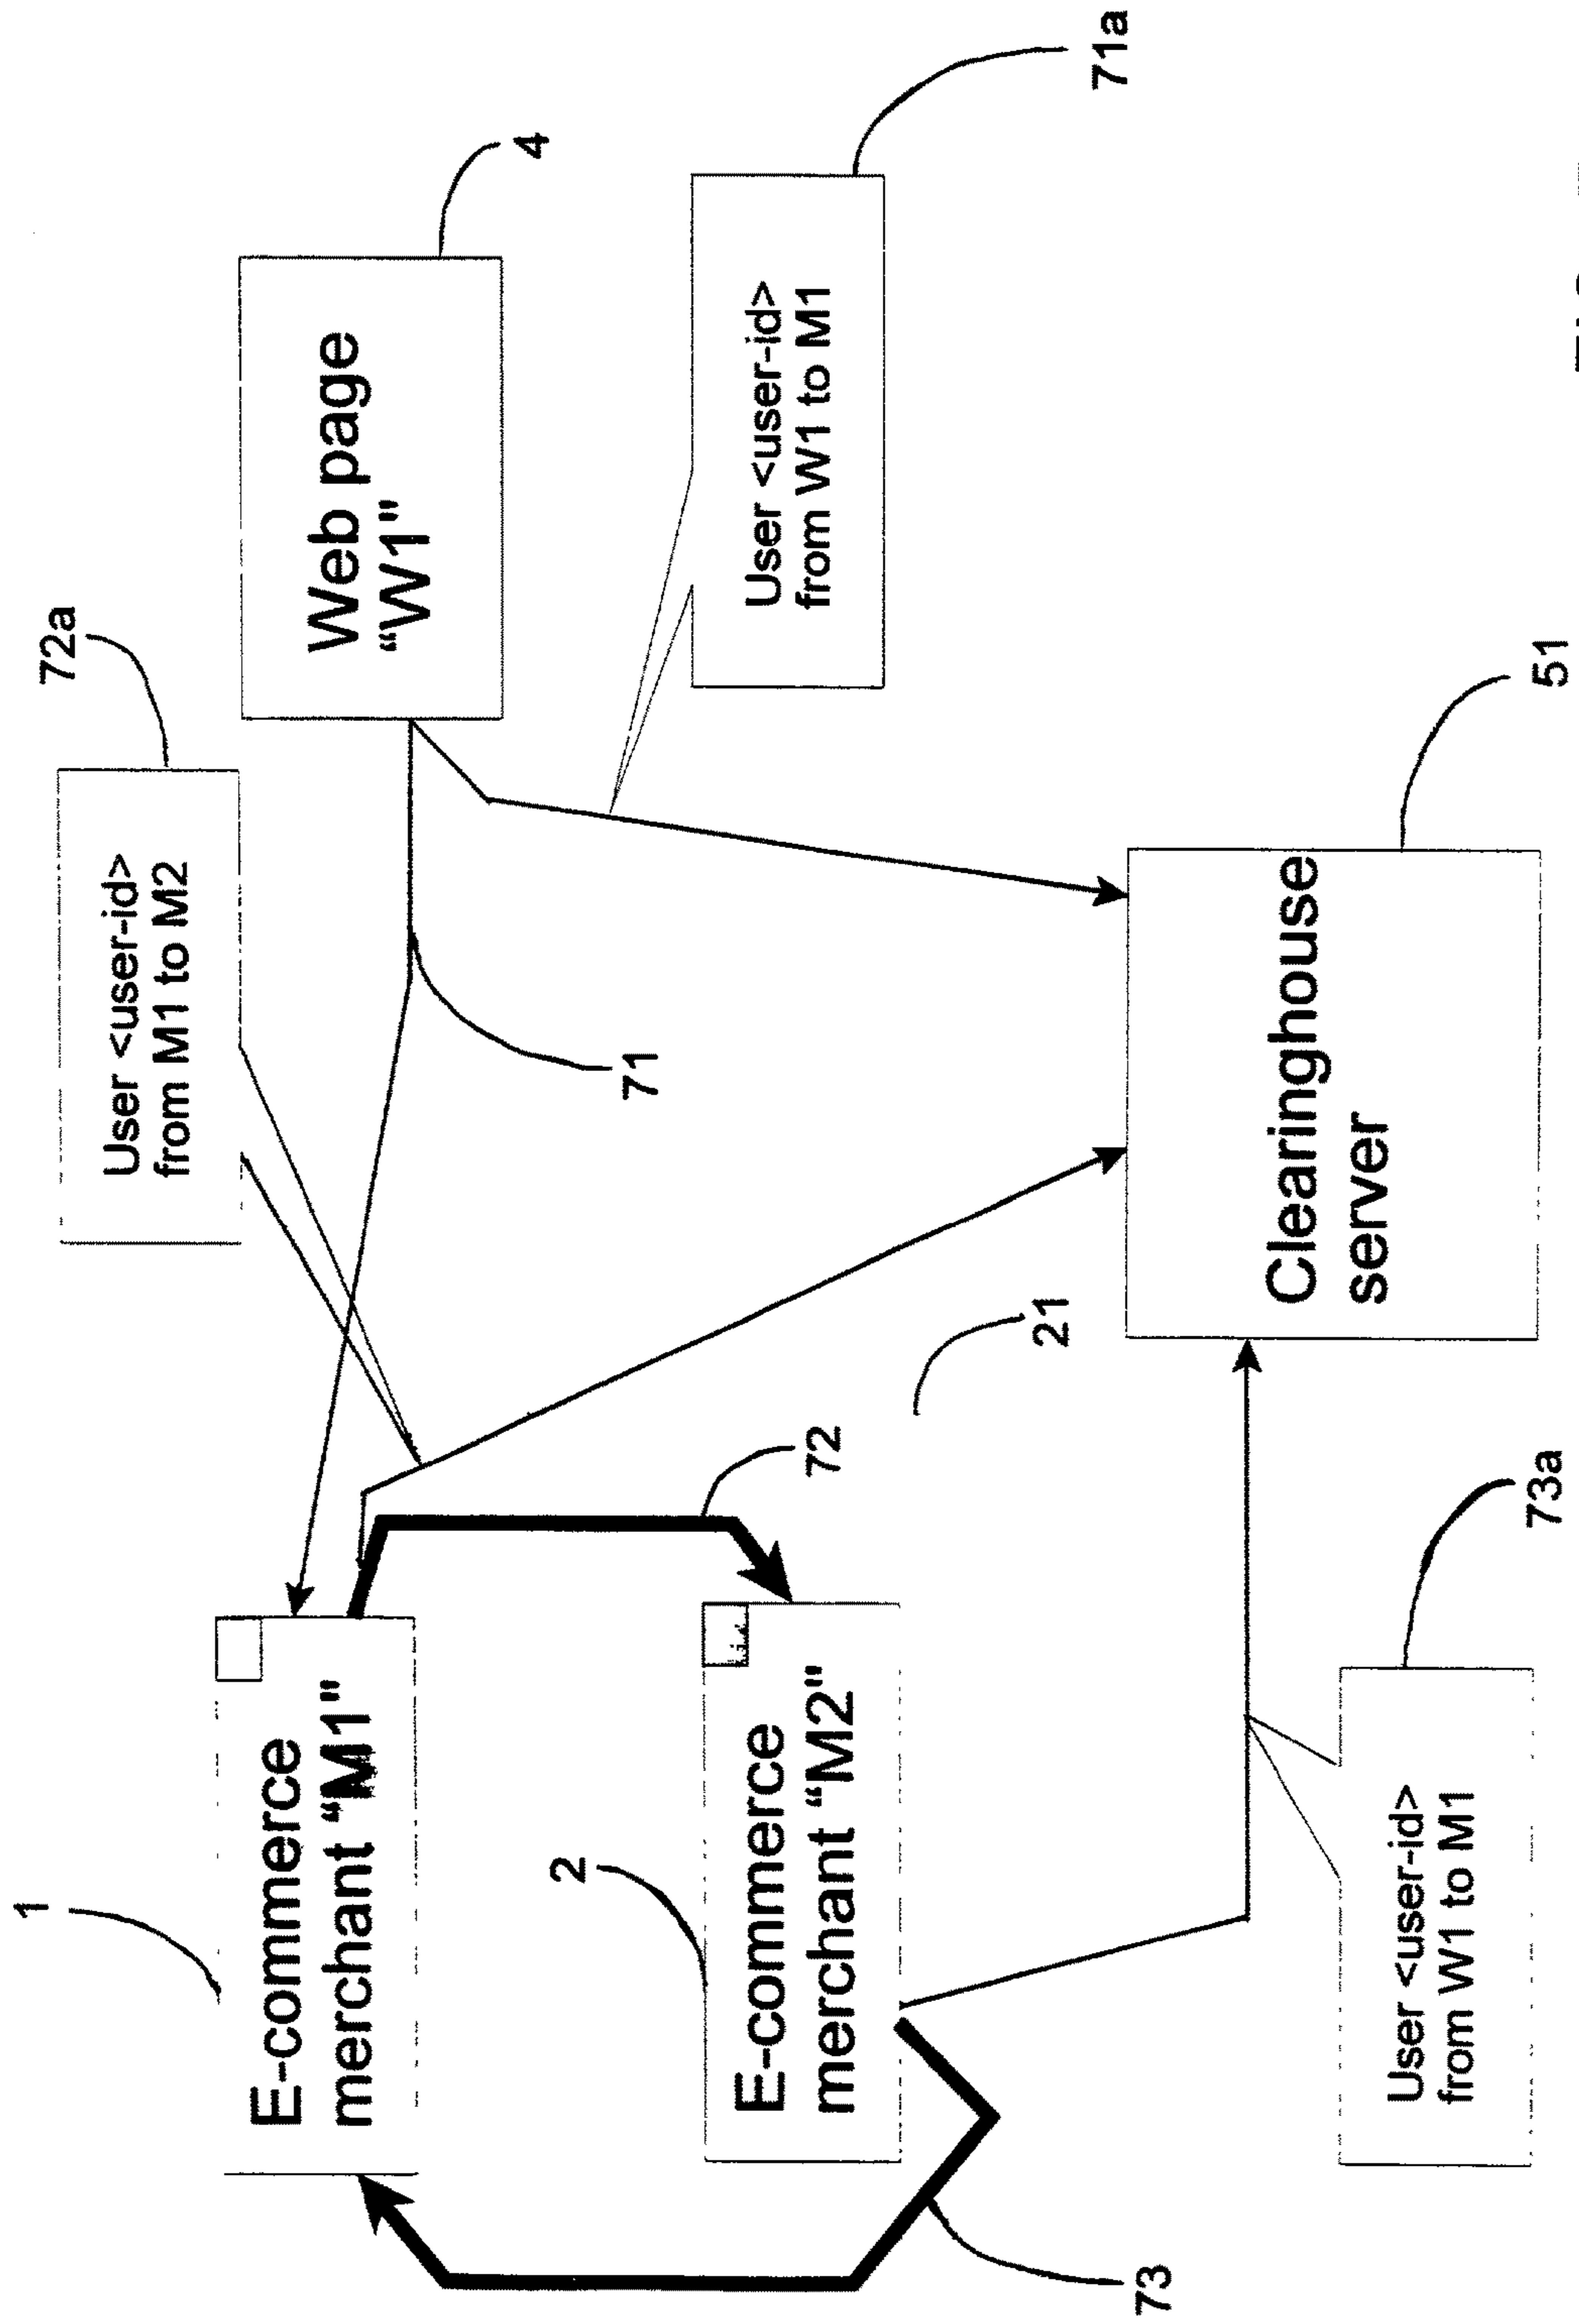 1
E-commerce
merchant “M1"
72a
User <user-id>
from M1 to M2
Web page
“W1"
4
71
2
E-commerce
merchant “M2"
72
User <user-id>
from W1 to M1
71a
21
73
User <user-id>
from W1 to M1
73a
Clearinghouse
server
51